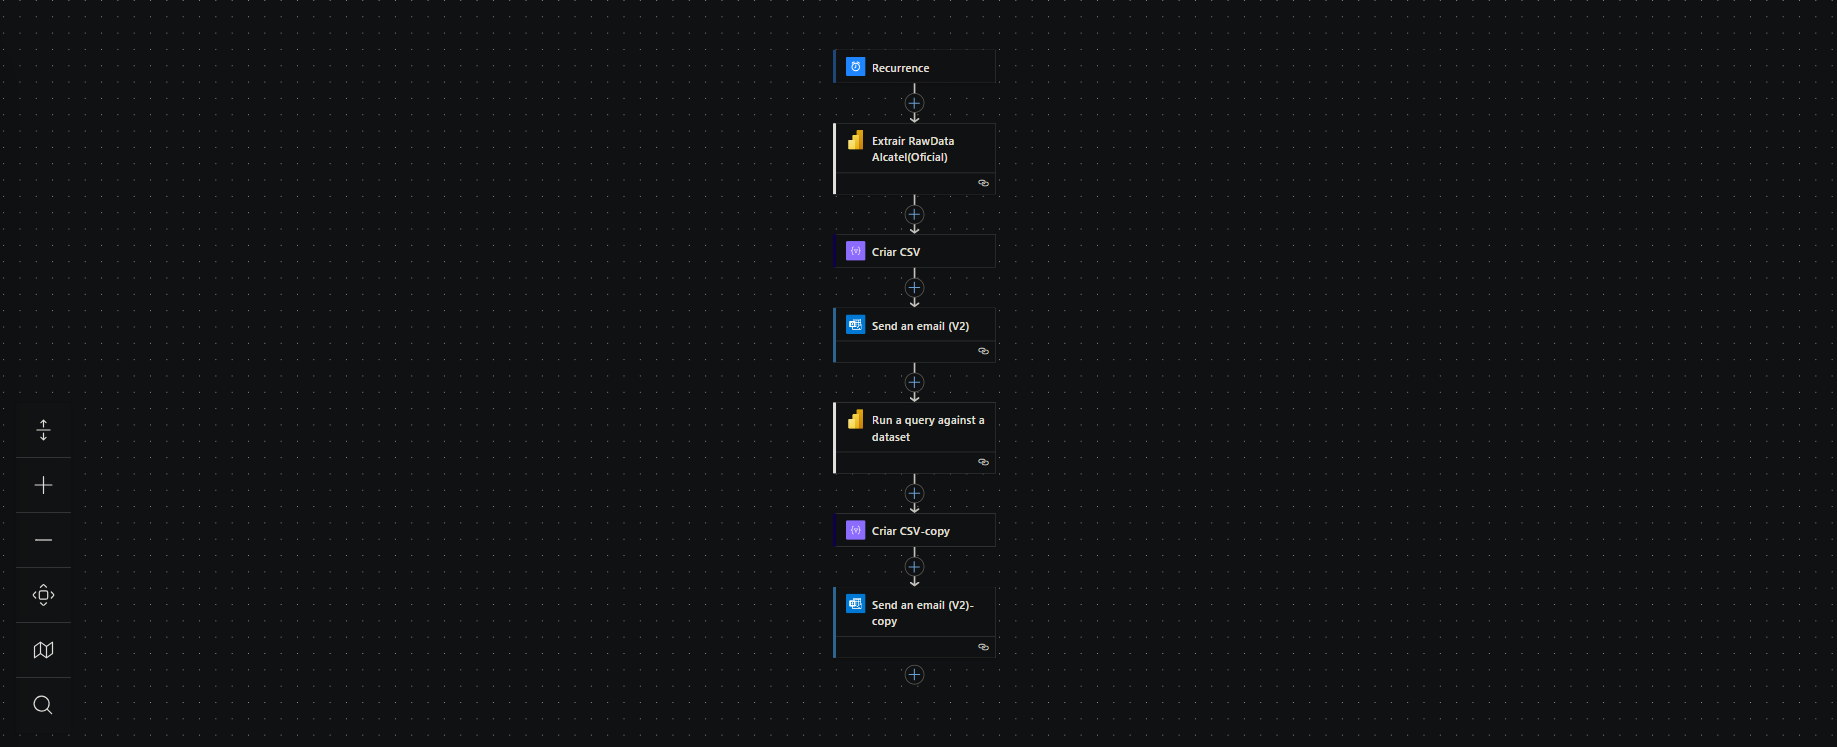 Recurrence
Extrair RawData
Alcatel(Oficial)
Criar CSV
Send an email (V2)
Run a query against a
dataset
Criar CSV-copy
Send an email (V2)-
copy